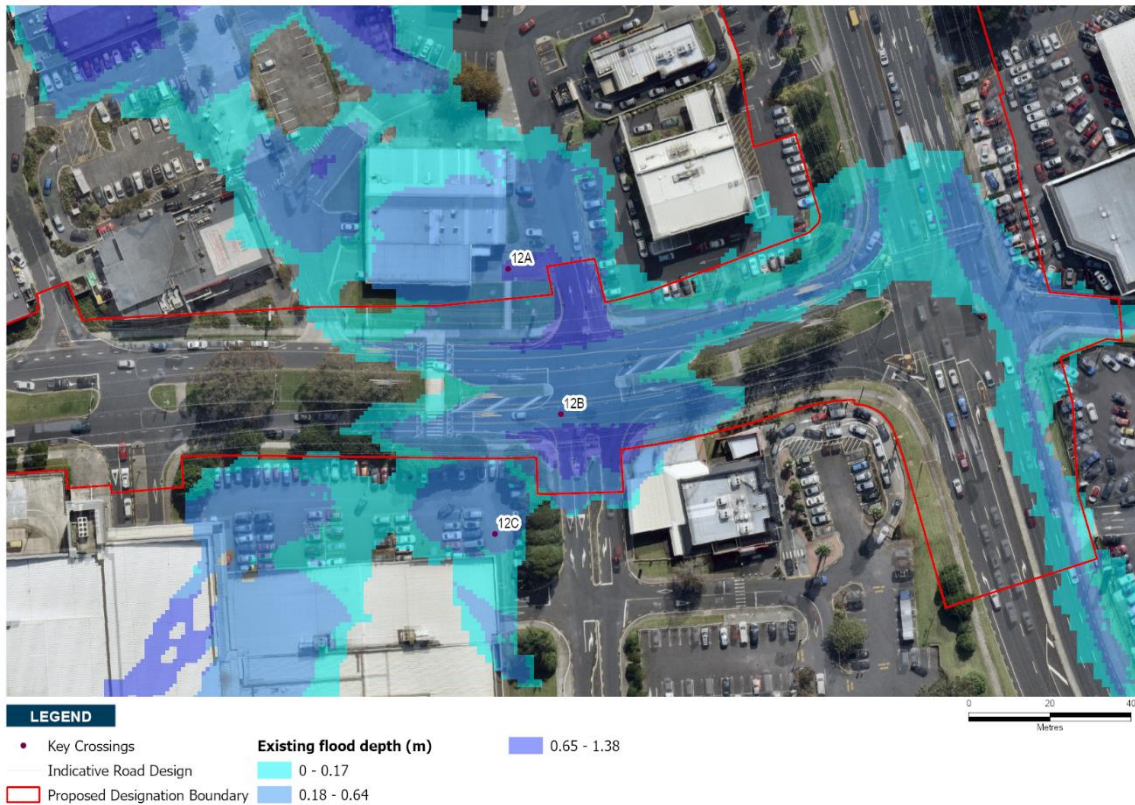 12A
12B
12C
0 20 40
Metres
LEGEND
Key Crossings
Indicative Road Design
Proposed Designation Boundary
Existing flood depth (m)
0 - 0.17
0.18 - 0.64
0.65 - 1.38